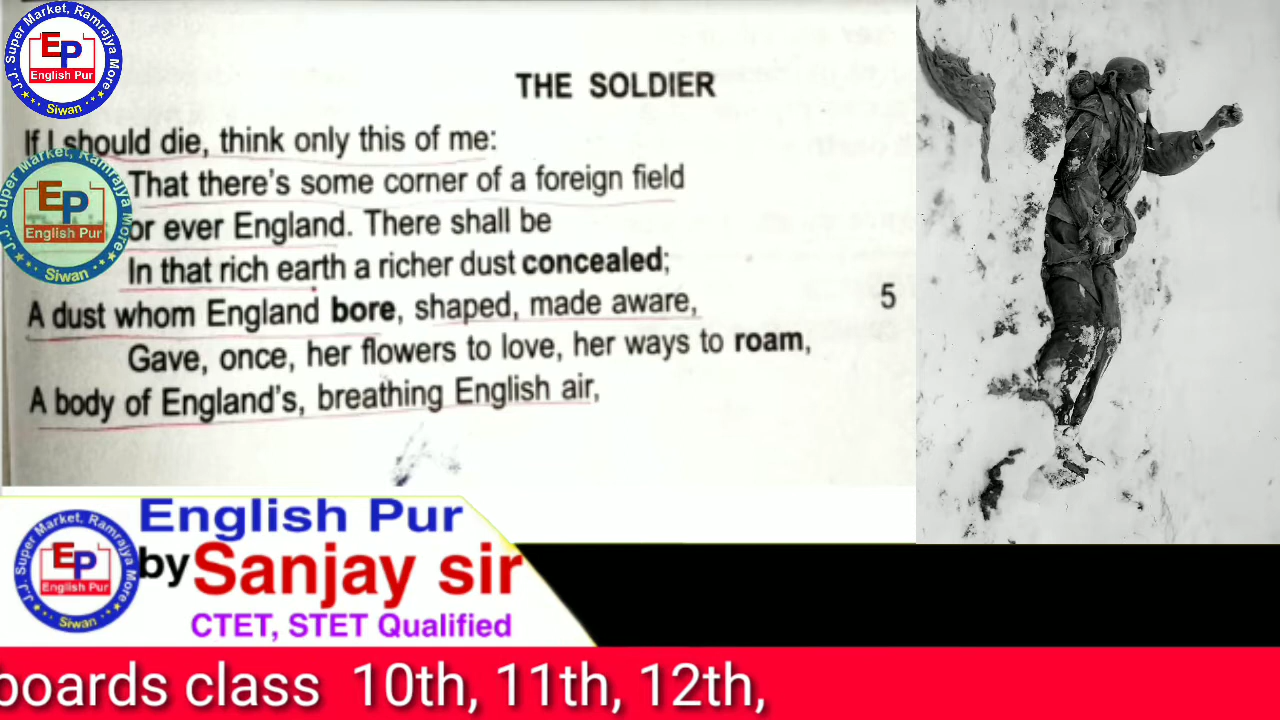 J.J. Super Market, Ramrajya More
EP
English Pur
Siwan
THE SOLDIER
If I should die, think only this of me:
That there's some corner of a foreign field
or ever England. There shall be
In that rich earth a richer dust concealed;
A dust whom England bore, shaped, made aware, 5
Gave, once, her flowers to love, her ways to roam,
A body of England's, breathing English air,
J.J. Super Market, Ramrajya More
EP
English Pur
Siwan
J.J. Super Market, Ramrajya More
EP
English Pur
Siwan
English Pur
by Sanjay sir
CTET, STET Qualified
boards class 10th, 11th, 12th,